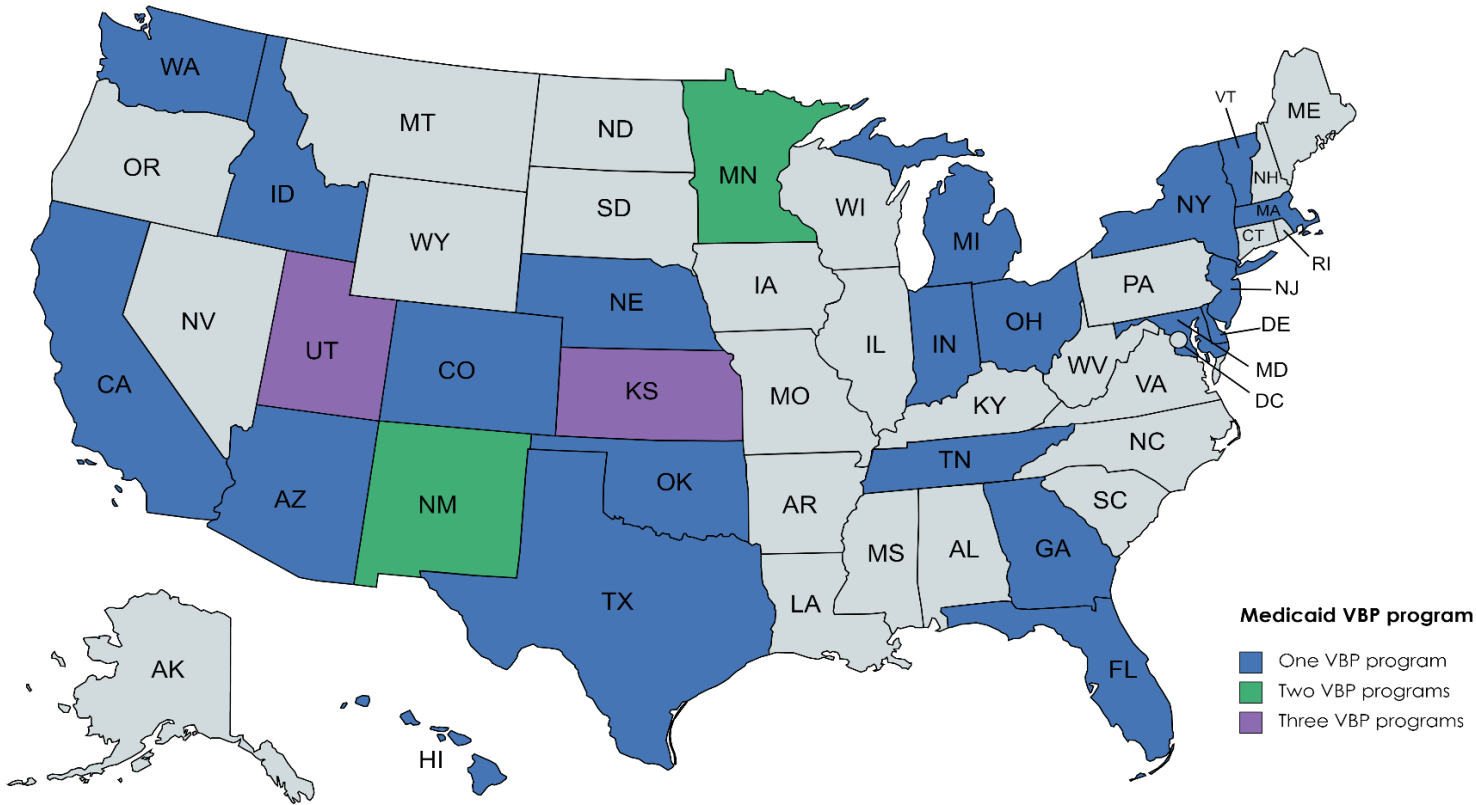 WA
MT
ND
MN
VT
ME
OR
ID
SD
WI
NH
NY
MA
WY
MI
CT
RI
IA
PA
NJ
NE
NV
OH
DE
UT
IL
IN
CO
WV
MD
CA
KS
MO
VA
DC
KY
NC
TN
OK
AZ
NM
AR
SC
MS
AL
GA
TX
LA
Medicaid VBP program
One VBP program
AK
FL
Two VBP programs
Three VBP programs
HI